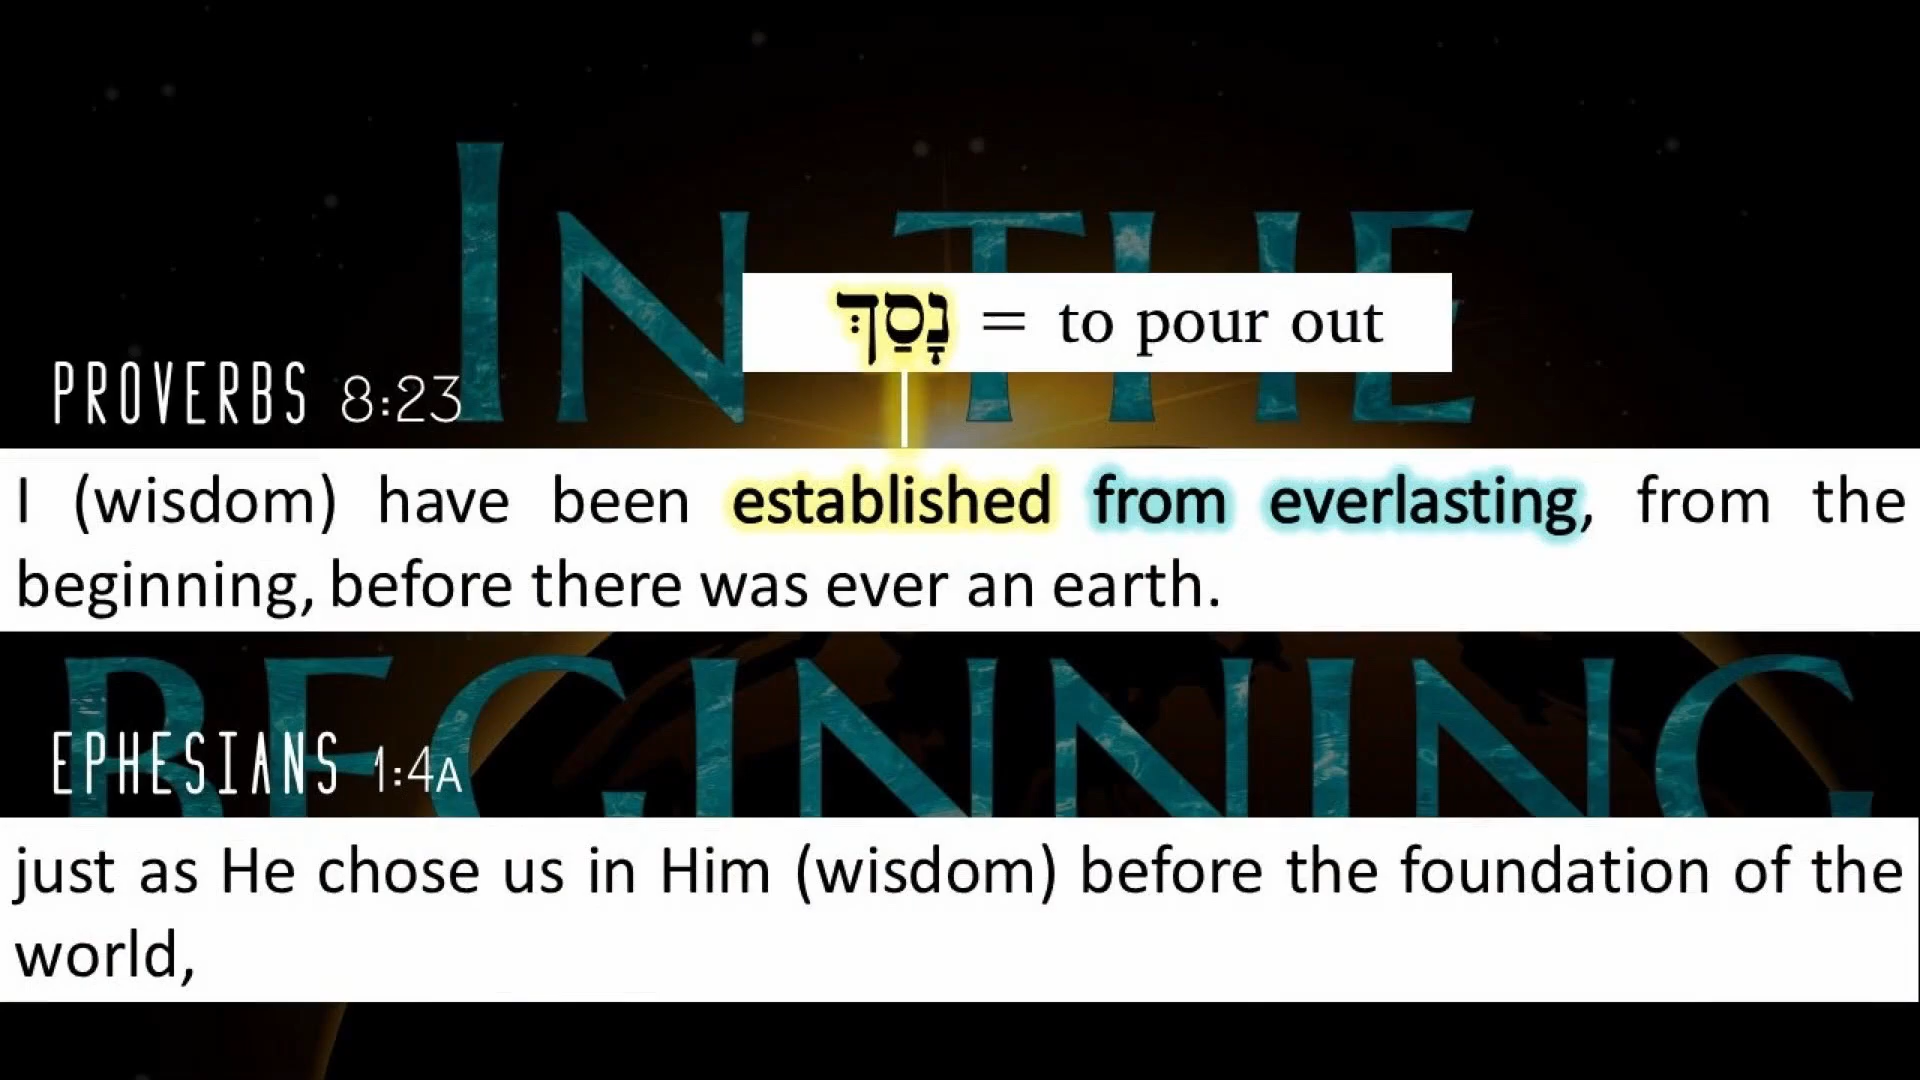 IN THE
נָסַךְ = to pour out
PROVERBS 8:23
I (wisdom) have been established from everlasting, from the
beginning, before there was ever an earth.
BEGINNING
EPHESIANS 1:4A
just as He chose us in Him (wisdom) before the foundation of the
world,